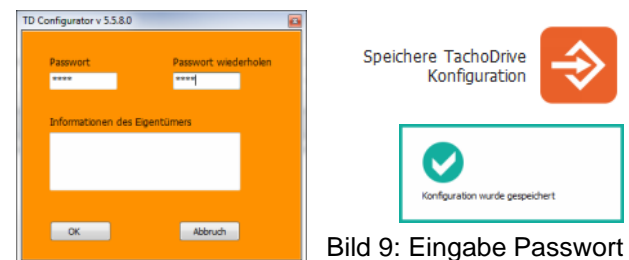 TD Configurator v 5.5.8.0
Passwort Passwort wiederholen
**** ****
Informationen des Eigentümers
OK Abbruch
Speichere TachoDrive
Konfiguration
Konfiguration wurde gespeichert
Bild 9: Eingabe Passwort